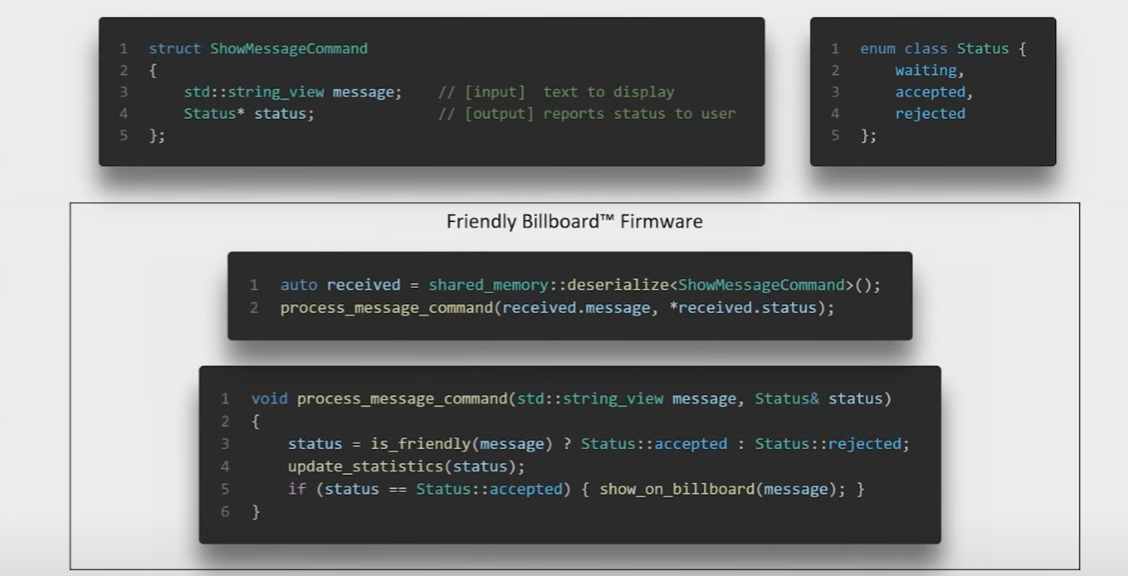 1 struct ShowMessageCommand
2 {
3     std::string_view message;    // [input]  text to display
4     Status* status;              // [output] reports status to user
5 };
1 enum class Status {
2     waiting,
3     accepted,
4     rejected
5 };
Friendly Billboard™ Firmware
1 auto received = shared_memory::deserialize<ShowMessageCommand>();
2 process_message_command(received.message, *received.status);
1 void process_message_command(std::string_view message, Status& status)
2 {
3     status = is_friendly(message) ? Status::accepted : Status::rejected;
4     update_statistics(status);
5     if (status == Status::accepted) { show_on_billboard(message); }
6 }